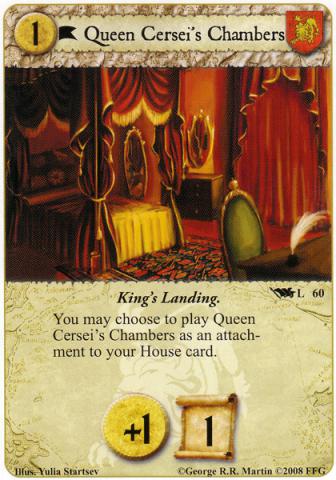 1 Queen Cersei's Chambers
King's Landing.
L 60
You may choose to play Queen
Cersei's Chambers as an attach-
ment to your House card.
+1 1
Illus. Yulia Startsev ©George R.R. Martin ©2008 FFG